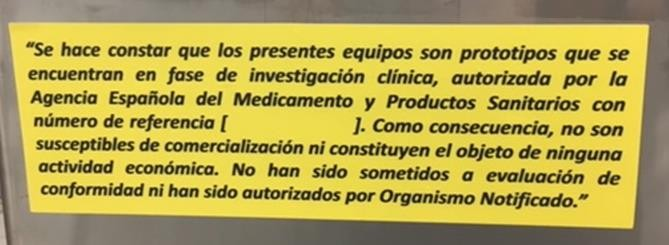 “Se hace constar que los presentes equipos son prototipos que se
encuentran en fase de investigación clínica, autorizada por la
Agencia Española del Medicamento y Productos Sanitarios con
número de referencia [ ]. Como consecuencia, no son
susceptibles de comercialización ni constituyen el objeto de ninguna
actividad económica. No han sido sometidos a evaluación de
conformidad ni han sido autorizados por Organismo Notificado.”